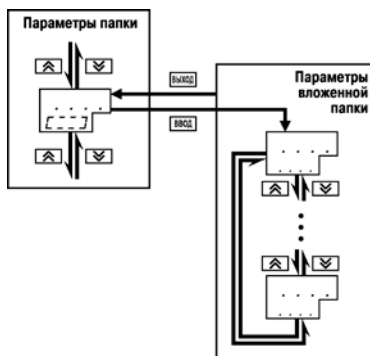 Параметры папки
ВЫХОД
ВВОД
Параметры
вложенной
папки